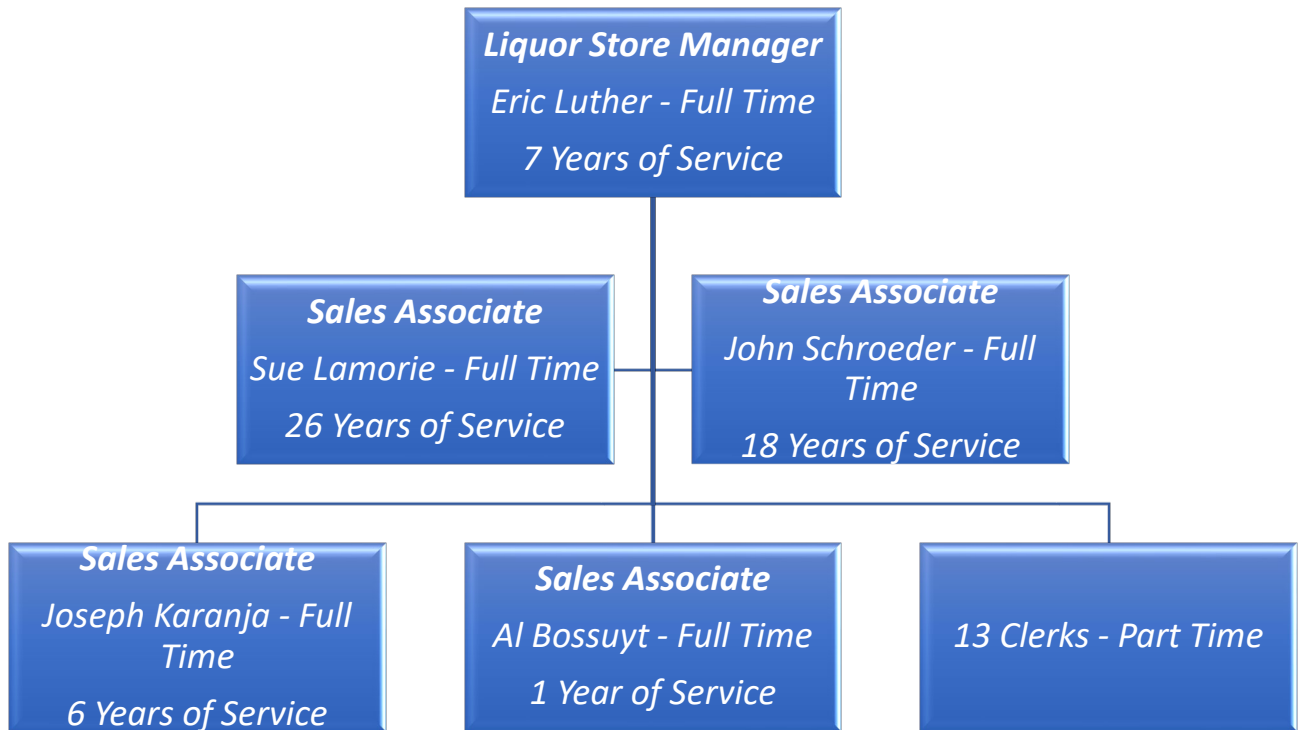 Liquor Store Manager
Eric Luther - Full Time
7 Years of Service
Sales Associate
Sue Lamorie - Full Time
26 Years of Service
Sales Associate
John Schroeder - Full
Time
18 Years of Service
Sales Associate
Joseph Karanja - Full
Time
6 Years of Service
Sales Associate
Al Bossuyt - Full Time
1 Year of Service
13 Clerks - Part Time